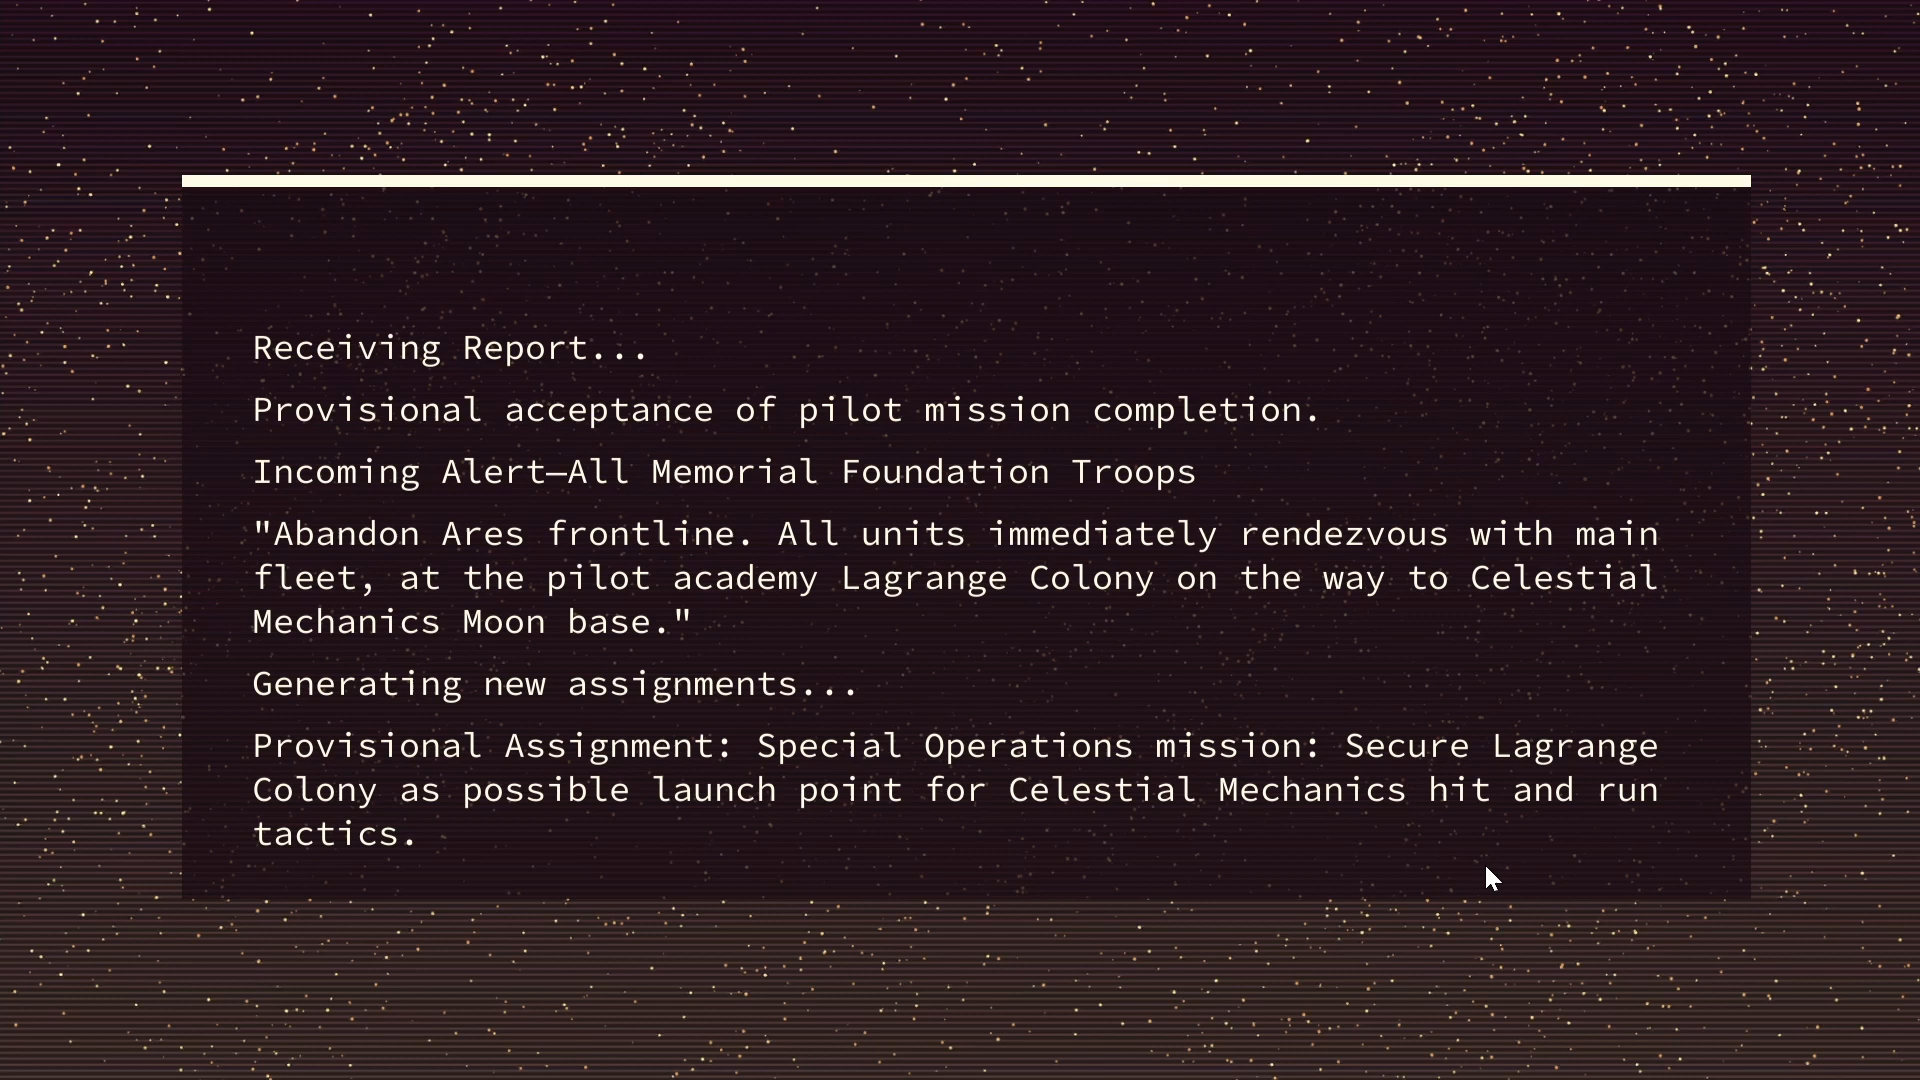 Receiving Report...
Provisional acceptance of pilot mission completion.
Incoming Alert—All Memorial Foundation Troops
"Abandon Ares frontline. All units immediately rendezvous with main
fleet, at the pilot academy Lagrange Colony on the way to Celestial
Mechanics Moon base."
Generating new assignments...
Provisional Assignment: Special Operations mission: Secure Lagrange
Colony as possible launch point for Celestial Mechanics hit and run
tactics.